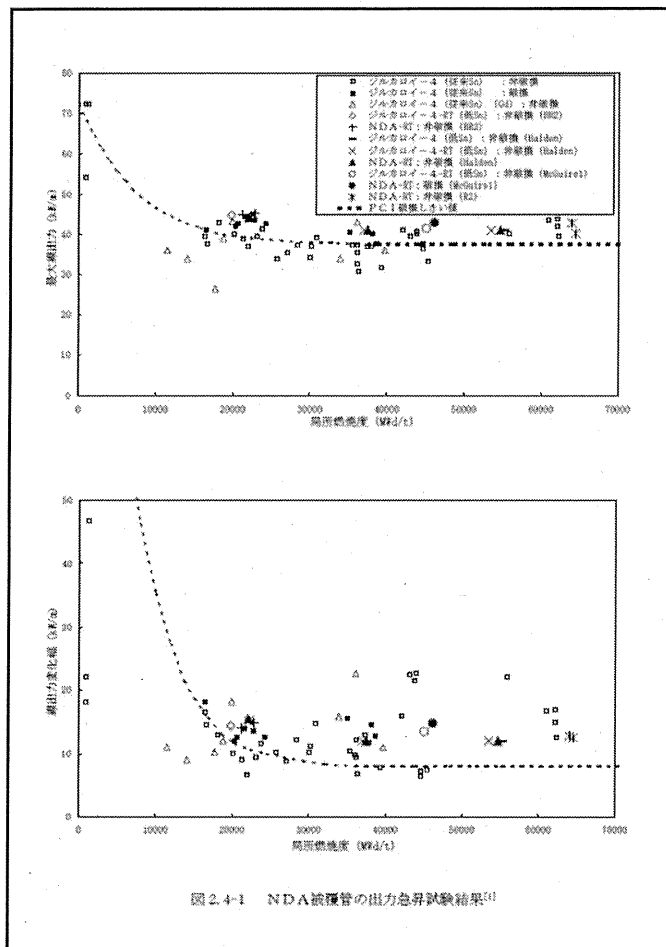 ジルカロイ-4 (従来Sn) : 非破損
ジルカロイ-4 (従来Sn) : 破損
ジルカロイ-4 (従来Sn) (Gd) : 非破損
ジルカロイ-4-RT (低Sn) : 非破損 (BR2)
NDA-RT : 非破損 (BR2)
ジルカロイ-4 (低Sn) : 非破損 (Halden)
ジルカロイ-4-RT (低Sn) : 非破損 (Halden)
NDA-RT : 非破損 (Halden)
ジルカロイ-4-RT (低Sn) : 非破損 (McGuire1)
NDA-RT : 破損 (McGuire1)
NDA-RT : 非破損 (R2)
PCI破損しきい値
最大線出力 (kW/m)
80
70
60
50
40
30
20
10
0
0 10000 20000 30000 40000 50000 60000 70000
局所燃焼度 (MWd/t)
線出力変化幅 (kW/m)
50
40
30
20
10
0
0 10000 20000 30000 40000 50000 60000 70000
局所燃焼度 (MWd/t)
図2.4-1 NDA被覆管の出力急昇試験結果[1]